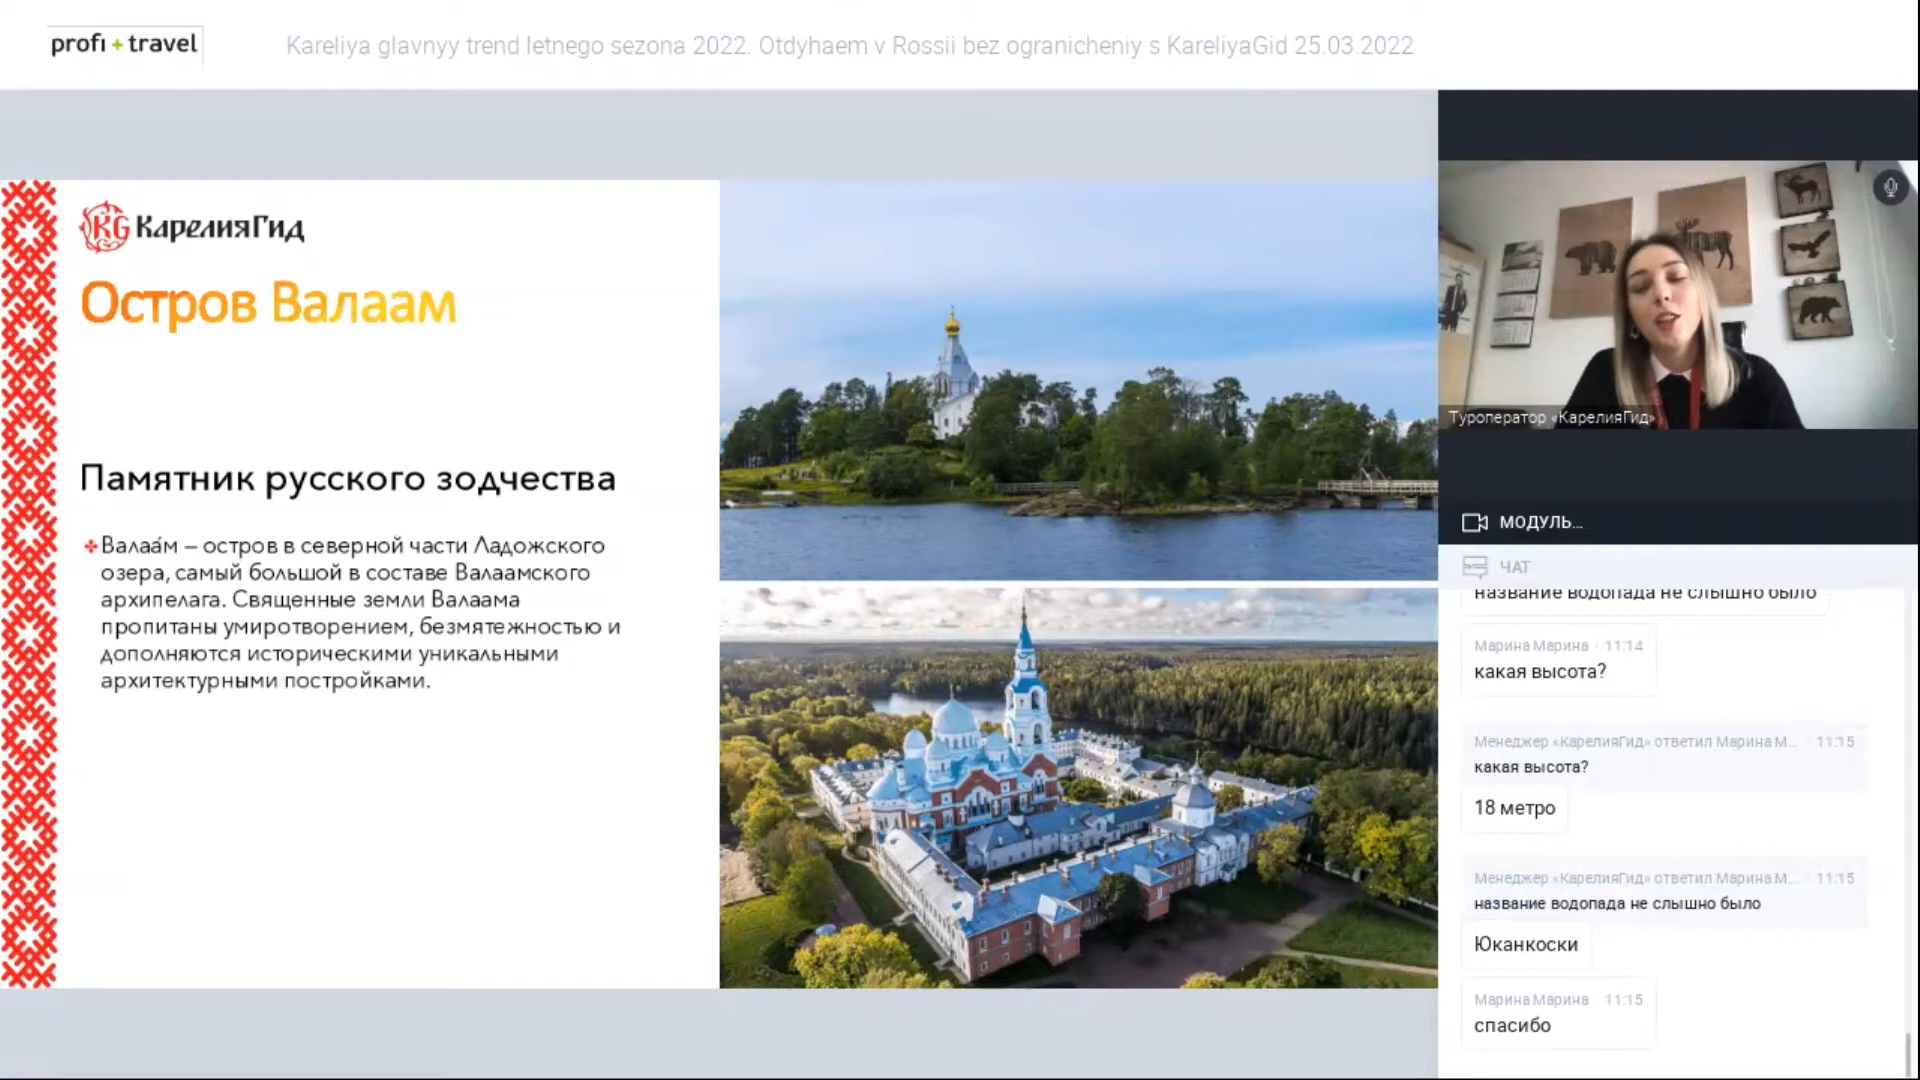 profi + travel
Kareliya glavnyy trend letnego sezona 2022. Otdyhaem v Rossii bez ogranicheniy s KareliyaGid 25.03.2022
KG КарелияГид
Остров Валаам
Памятник русского зодчества
Валаáм – остров в северной части Ладожского
озера, самый большой в составе Валаамского
архипелага. Священные земли Валаама
пропитаны умиротворением, безмятежностью и
дополняются историческими уникальными
архитектурными постройками.
Туроператор «КарелияГид»
МОДУЛЬ...
ЧАТ
название водопада не слышно было
Марина Марина · 11:14
какая высота?
Менеджер «КарелияГид» ответил Марина М... · 11:15
какая высота?
18 метро
Менеджер «КарелияГид» ответил Марина М... · 11:15
название водопада не слышно было
Юканкоски
Марина Марина · 11:15
спасибо